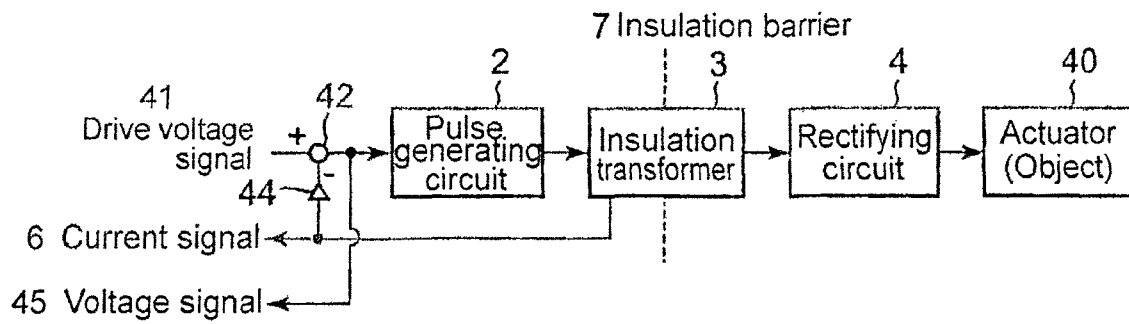 7 Insulation barrier
2
3
4
40
41
42
Drive voltage
signal
+
-
44
Pulse
generating
circuit
Insulation
transformer
Rectifying
circuit
Actuator
(Object)
6 Current signal
45 Voltage signal